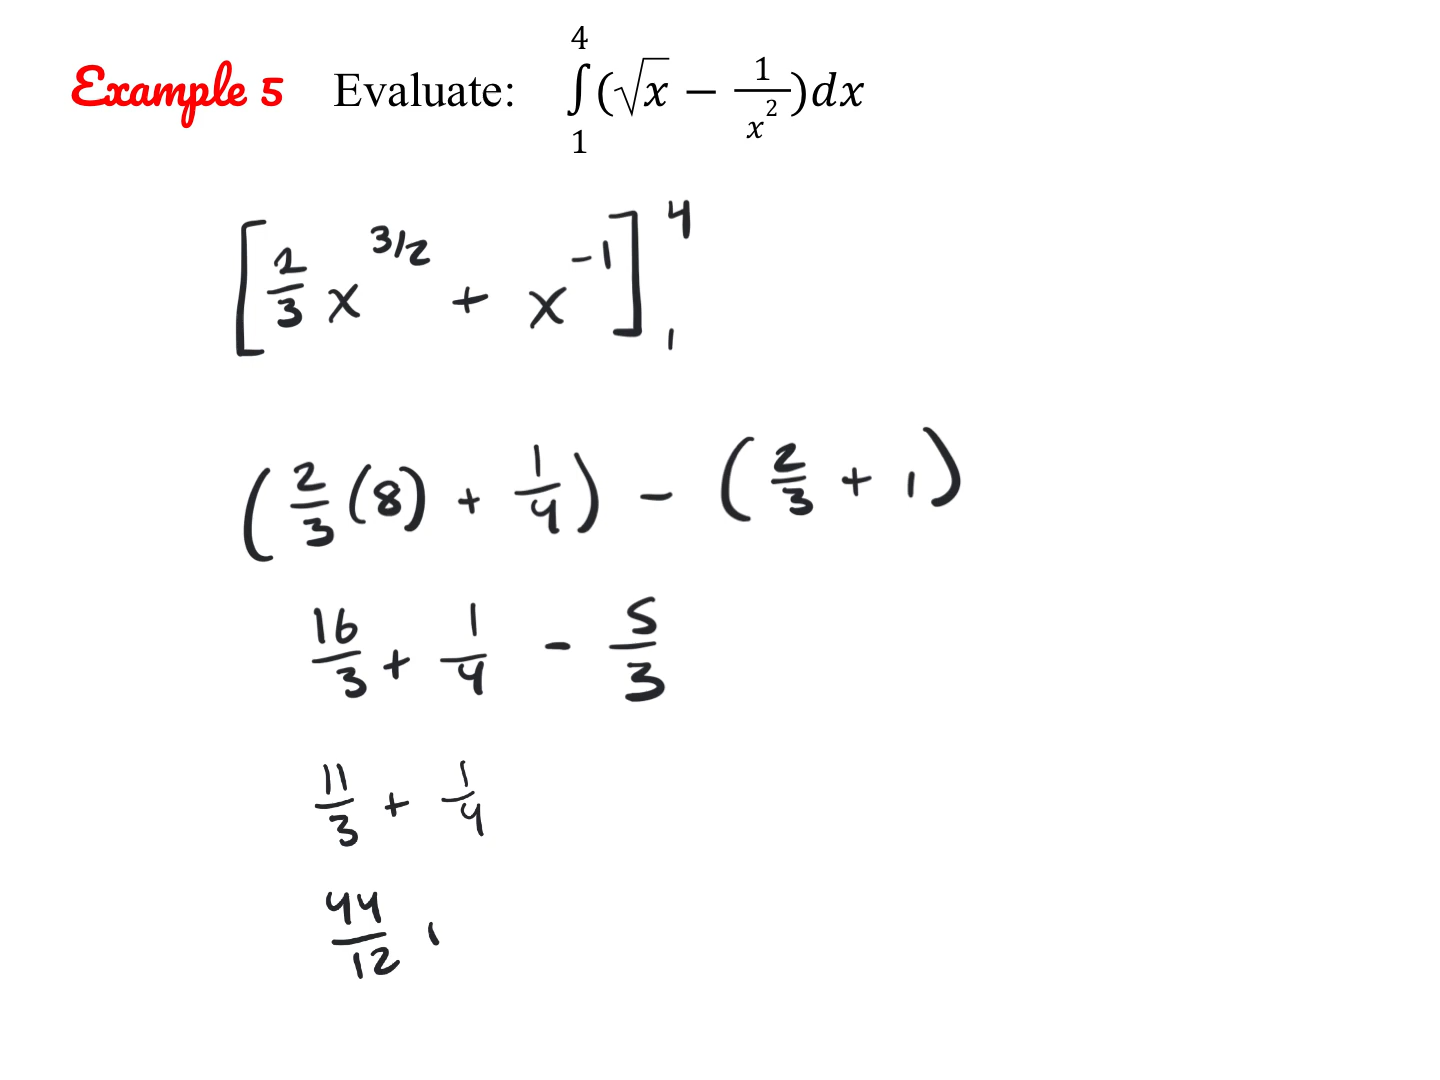 Example 5 Evaluate: ∫₁⁴(√x − 1/x²)dx
[2/3 x^(3/2) + x^(-1)]₁⁴
(2/3(8) + 1/4) − (2/3 + 1)
16/3 + 1/4 − 5/3
11/3 + 1/4
44/12